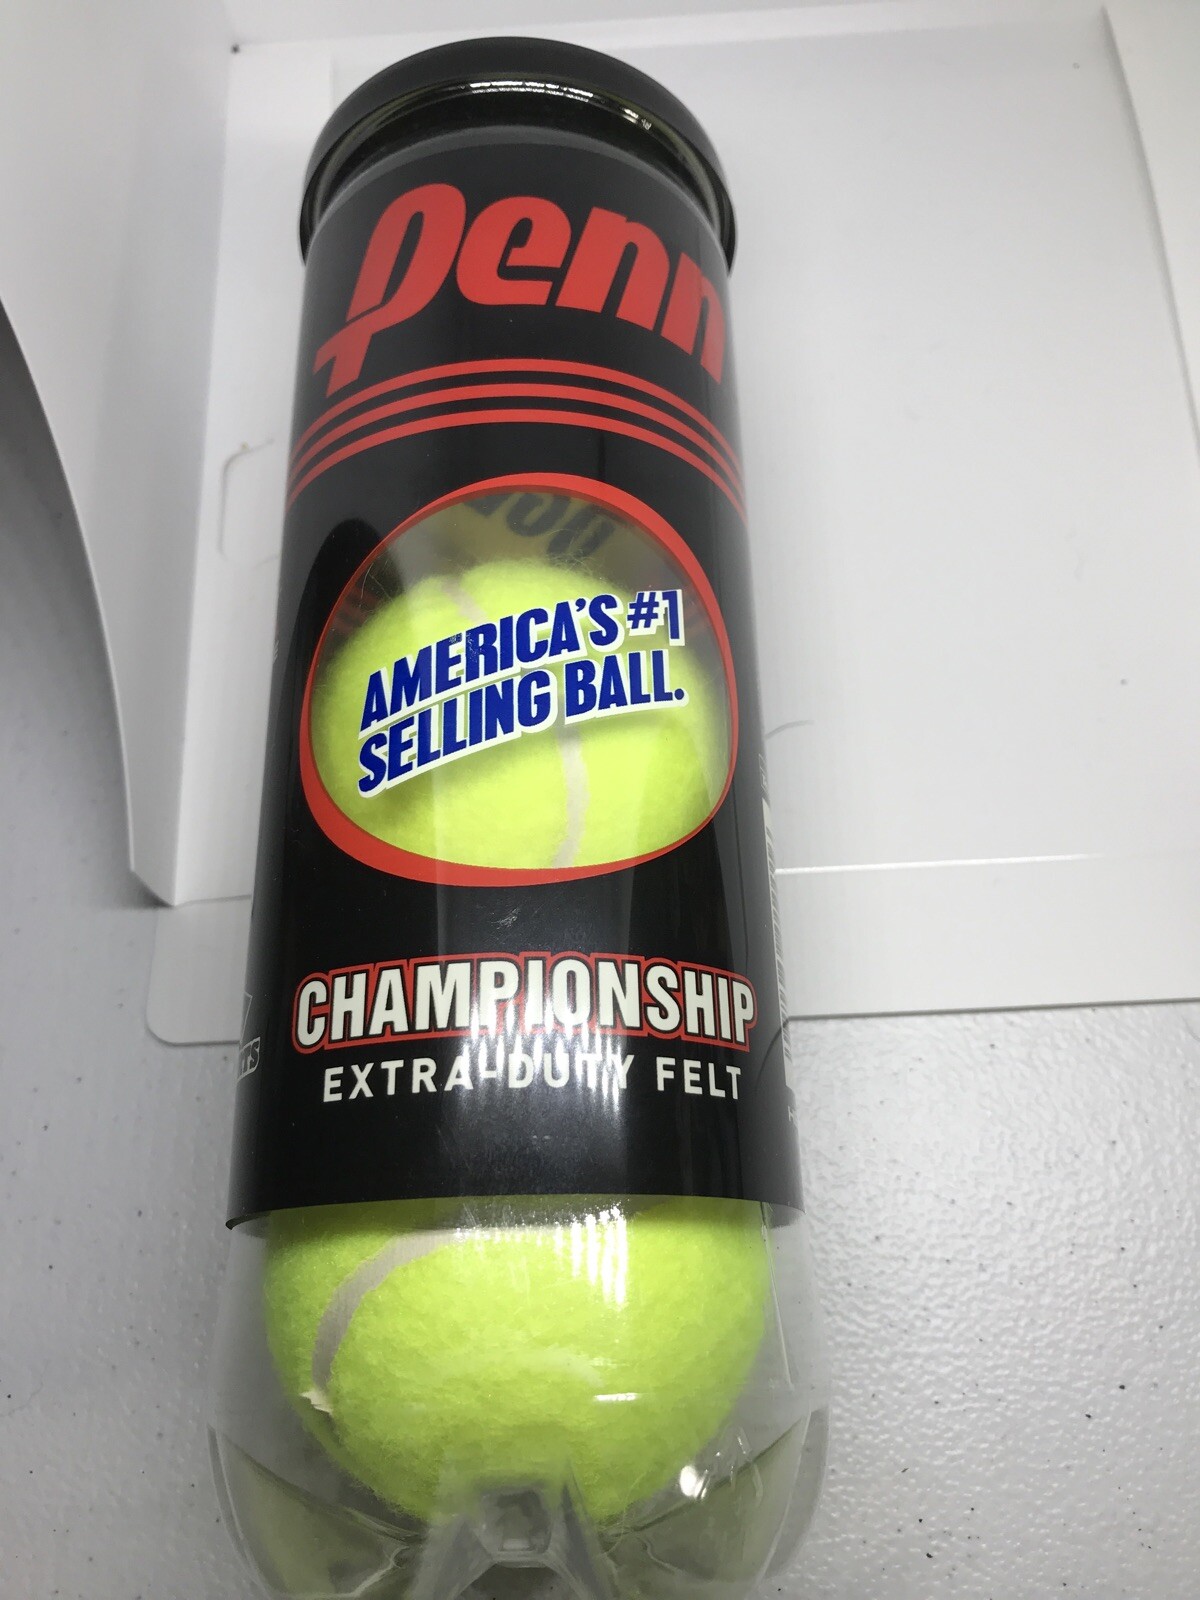 Penn
AMERICA'S #1
SELLING BALL.
CHAMPIONSHIP
EXTRA-DUTY FELT